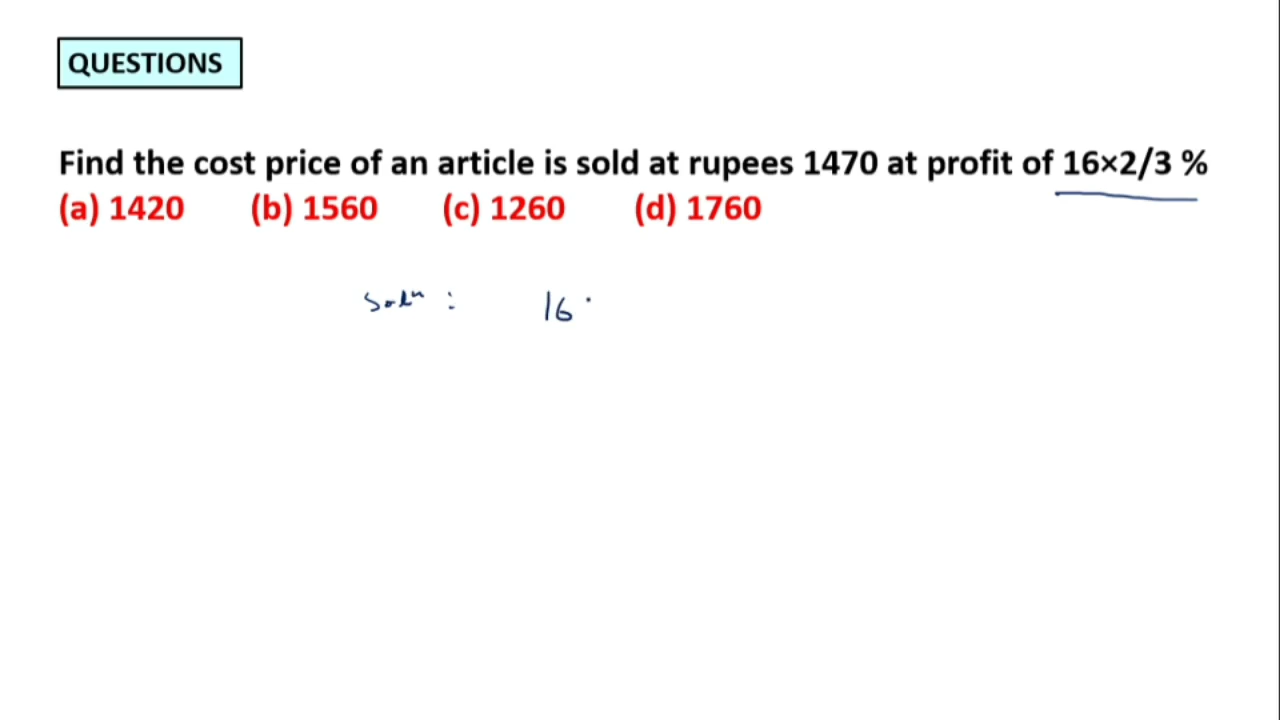 QUESTIONS
Find the cost price of an article is sold at rupees 1470 at profit of 16×2/3 %
(a) 1420 (b) 1560 (c) 1260 (d) 1760
Soln : 16